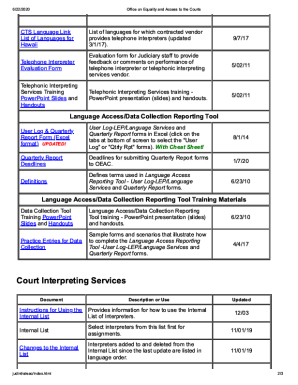 6/22/2020
Office on Equality and Access to the Courts
CTS Language Link
List of Languages for
Hawaii
List of languages for which contracted vendor
provides telephone interpreters (updated
3/1/17).
9/7/17
Telephone Interpreter
Evaluation Form
Evaluation form for Judiciary staff to provide
feedback or comments on performance of
telephone interpreter or telephone interpreting
services vendor.
5/02/11
Telephonic Interpreting
Services Training
PowerPoint Slides and
Handouts
Telephonic Interpreting Services training -
PowerPoint presentation (slides) and handouts.
5/02/11
Language Access/Data Collection Reporting Tool
User Log & Quarterly
Report Form (Excel
format) UPDATED!
User Log-LEP/Language Services and
Quarterly Report forms in Excel (click on the
tabs at bottom of screen to select the "User
Log" or "Qtrly Rpt" forms). With Cheat Sheet!
8/1/14
Quarterly Report
Deadlines
Deadlines for submitting Quarterly Report forms
to OEAC.
1/7/20
Definitions
Defines terms used in Language Access
Reporting Tool - User Log-LEP/Language
Services and Quarterly Report forms.
6/23/10
Language Access/Data Collection Reporting Tool Training Materials
Data Collection Tool
Training PowerPoint
Slides and Handouts
Language Access/Data Collection Reporting
Tool training - PowerPoint presentation (slides)
and handouts.
6/23/10
Practice Entries for Data
Collection
Sample forms and scenarios that illustrate how
to complete the Language Access Reporting
Tool -User Log-LEP/Language Services and
Quarterly Report forms.
4/4/17
Court Interpreting Services
Document
Description or Use
Updated
Instructions for Using the
Internal List
Provides information for how to use the Internal
List of Interpreters.
12/03
Internal List
Select interpreters from this list first for
assignments.
11/01/19
Changes to the Internal
List
Interpreters added to and deleted from the
Internal List since the last update are listed in
language order.
11/01/19